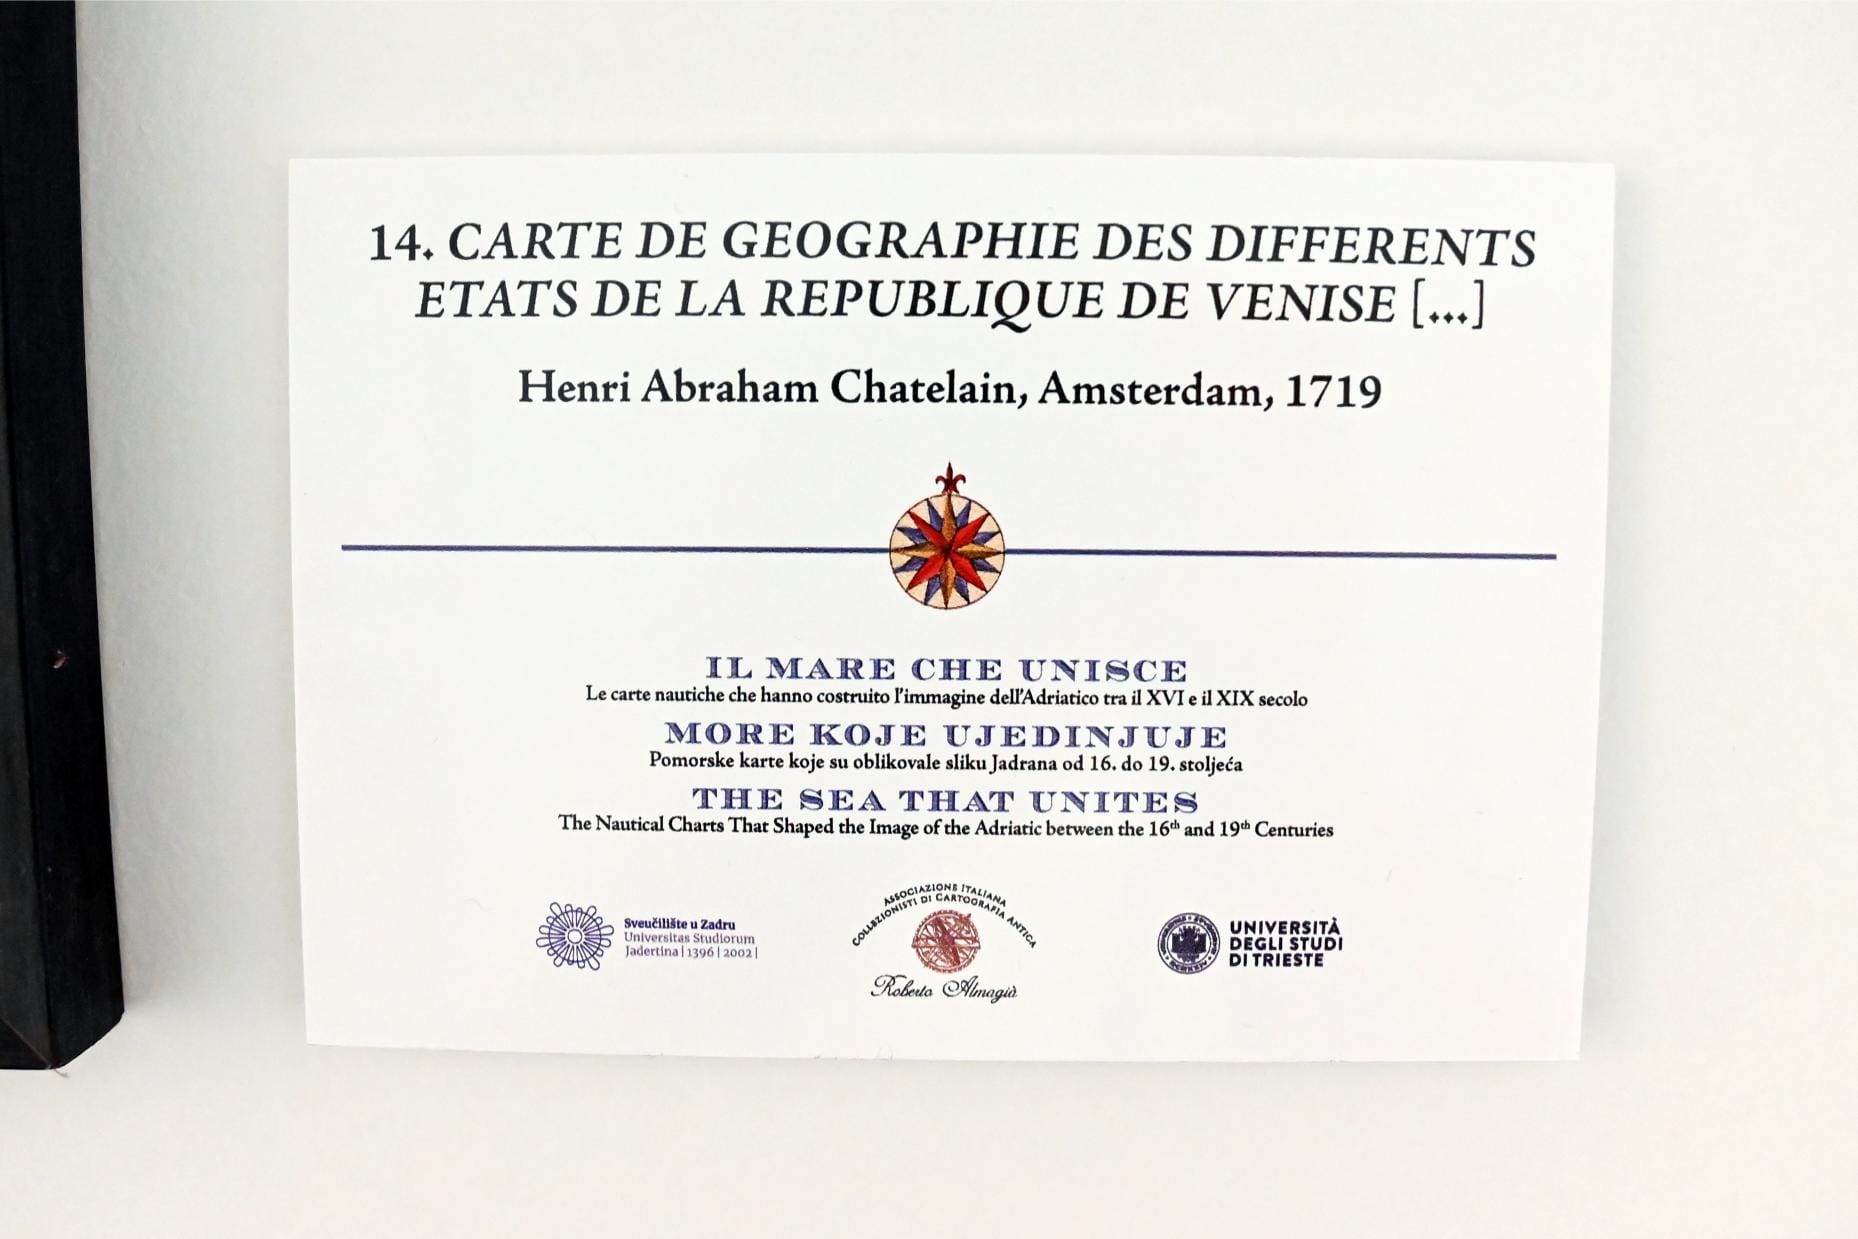 14. CARTE DE GEOGRAPHIE DES DIFFERENTS
ETATS DE LA REPUBLIQUE DE VENISE [...]
Henri Abraham Chatelain, Amsterdam, 1719
IL MARE CHE UNISCE
Le carte nautiche che hanno costruito l'immagine dell'Adriatico tra il XVI e il XIX secolo
MORE KOJE UJEDINJUJE
Pomorske karte koje su oblikovale sliku Jadrana od 16. do 19. stoljeća
THE SEA THAT UNITES
The Nautical Charts That Shaped the Image of the Adriatic between the 16th and 19th Centuries
Sveučilište u Zadru
Universitas Studiorum
Jadertina | 1396 | 2002 |
ASSOCIAZIONE ITALIANA
COLLEZIONISTI DI CARTOGRAFIA ANTICA
Roberto Almagià
UNIVERSITÀ
DEGLI STUDI
DI TRIESTE